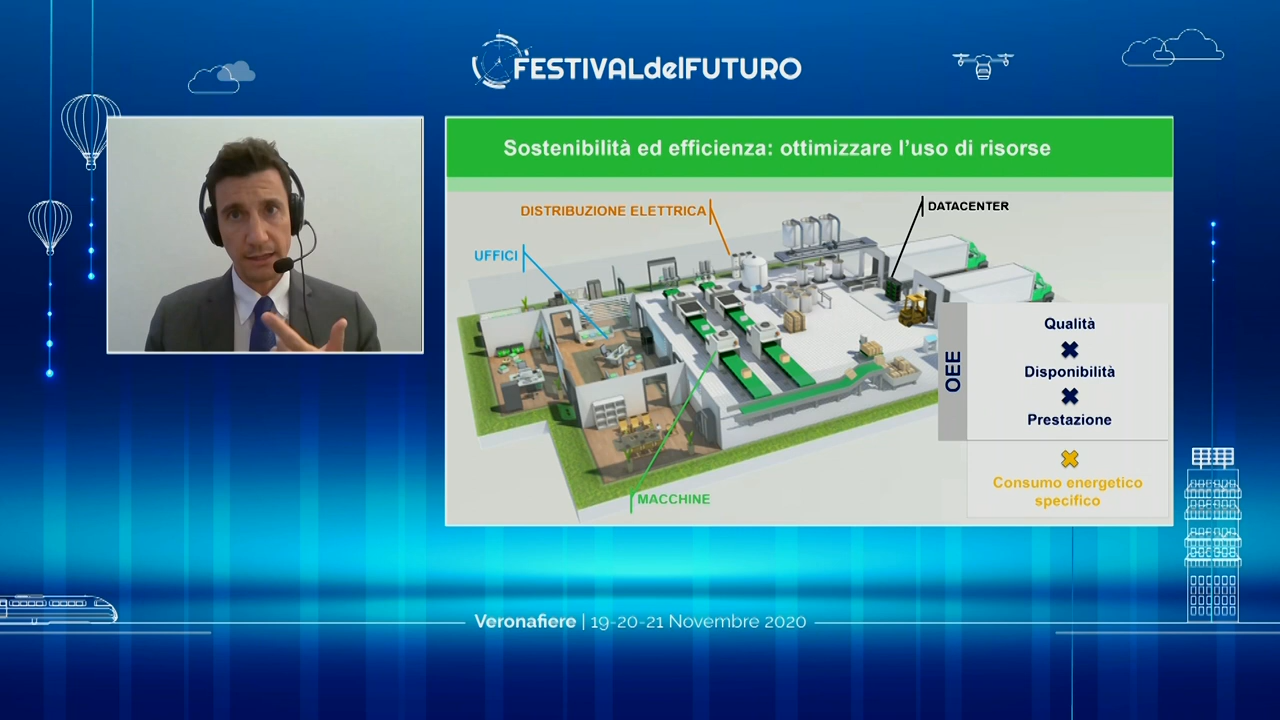 FESTIVALdelFUTURO
Sostenibilità ed efficienza: ottimizzare l'uso di risorse
DISTRIBUZIONE ELETTRICA
DATACENTER
UFFICI
MACCHINE
OEE
Qualità
Disponibilità
Prestazione
Consumo energetico
specifico
Veronafiere | 19-20-21 Novembre 2020